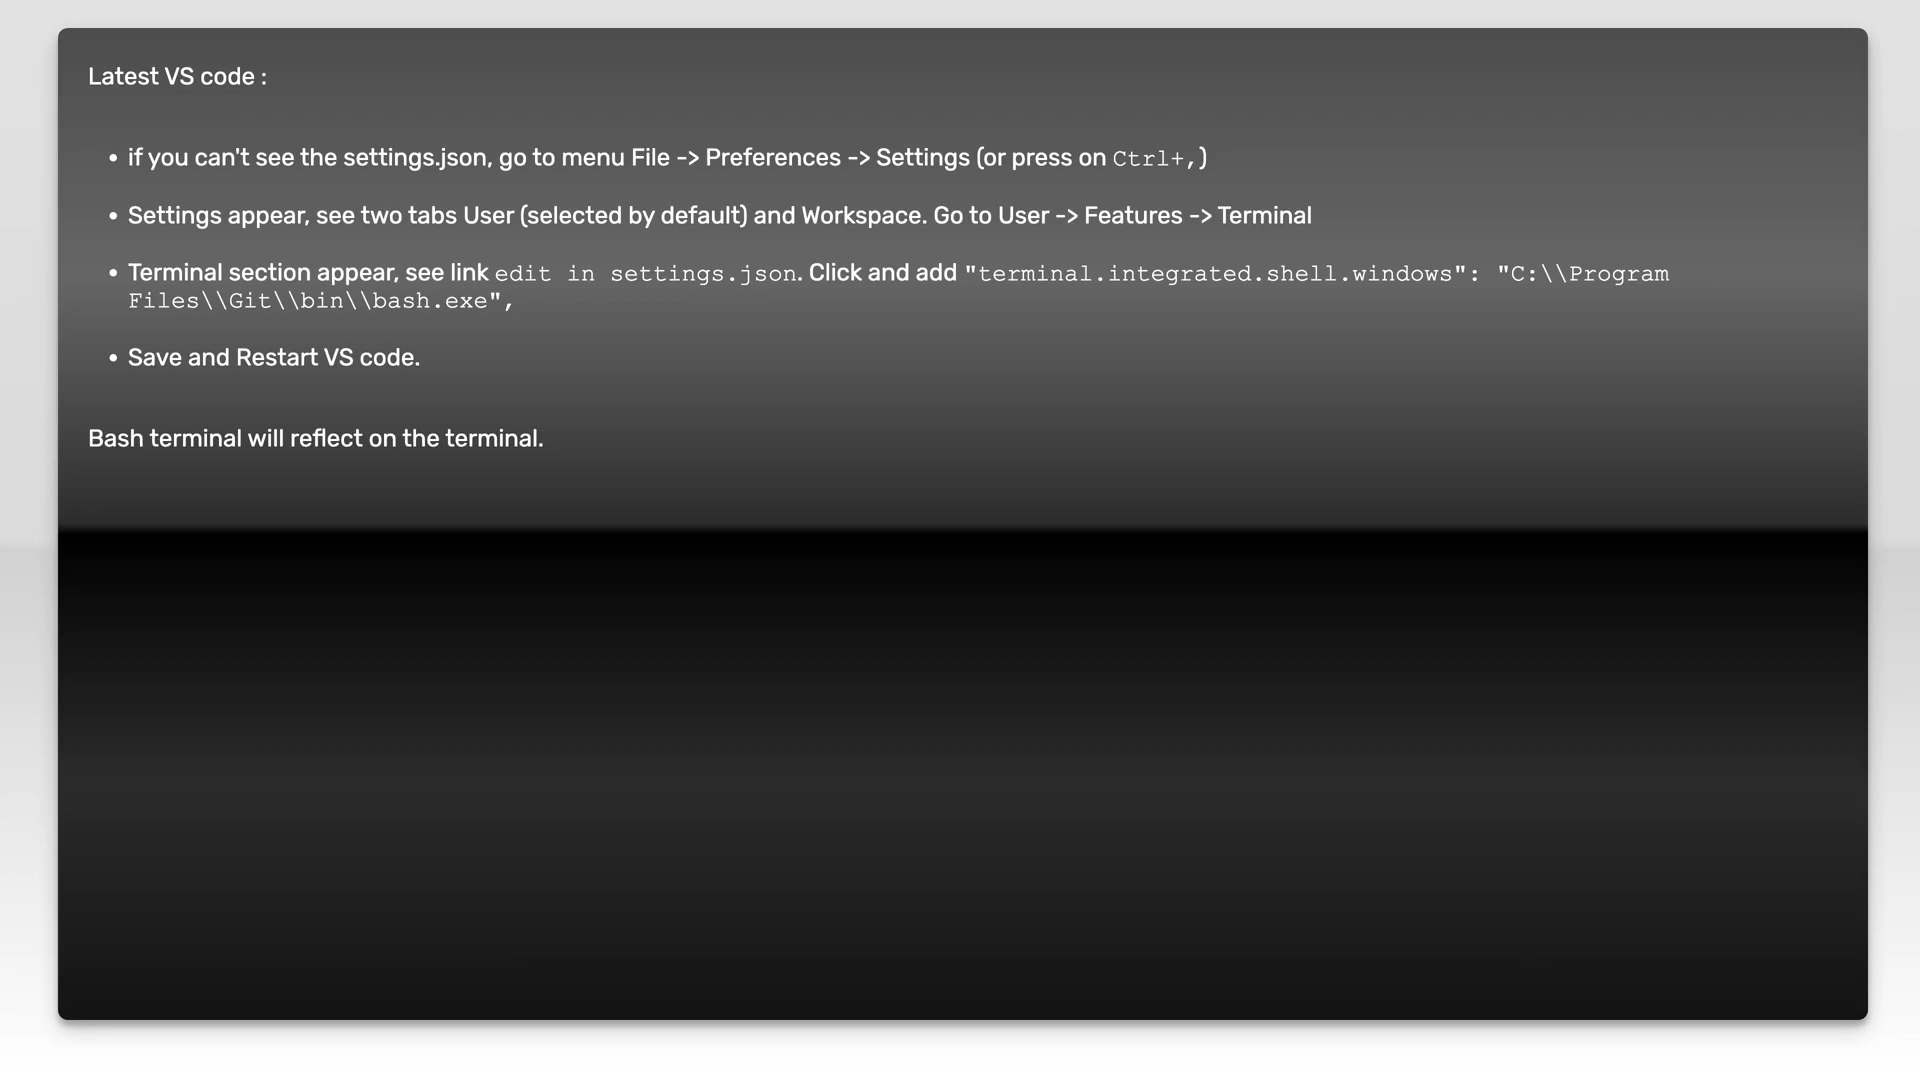 Latest VS code :
• if you can't see the settings.json, go to menu File -> Preferences -> Settings (or press on Ctrl+,)
• Settings appear, see two tabs User (selected by default) and Workspace. Go to User -> Features -> Terminal
• Terminal section appear, see link edit in settings.json. Click and add "terminal.integrated.shell.windows": "C:\\Program
Files\\Git\\bin\\bash.exe",
• Save and Restart VS code.
Bash terminal will reflect on the terminal.